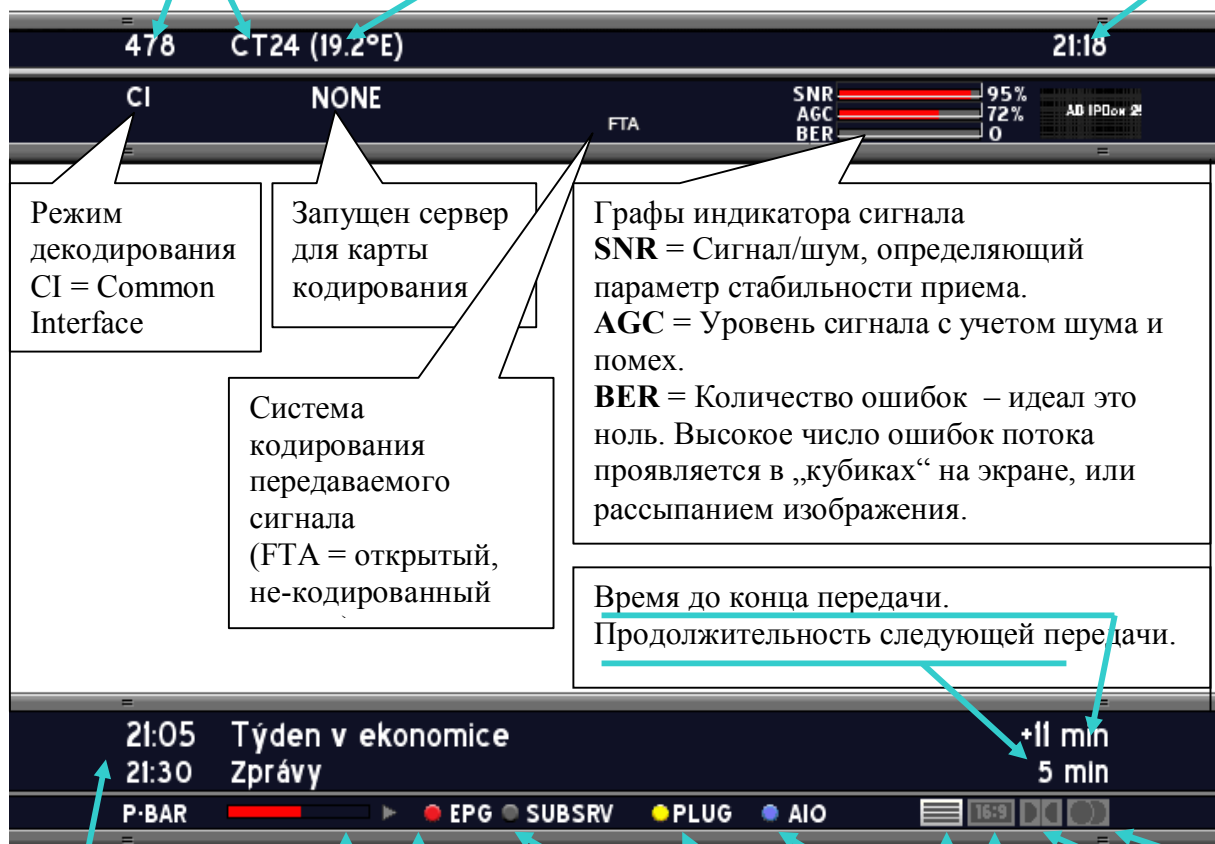 478 CT24 (19.2°E) 21:18
CI NONE FTA
SNR 95%
AGC 72%
BER 0
Режим
декодирования
CI = Common
Interface
Запущен сервер
для карты
кодирования
Система
кодирования
передаваемого
сигнала
(FTA = открытый,
не-кодированный
Графы индикатора сигнала
SNR = Сигнал/шум, определяющий
параметр стабильности приема.
AGC = Уровень сигнала с учетом шума и
помех.
BER = Количество ошибок – идеал это
ноль. Высокое число ошибок потока
проявляется в „кубиках“ на экране, или
рассыпанием изображения.
Время до конца передачи.
Продолжительность следующей передачи.
21:05 Týden v ekonomice +11 min
21:30 Zprávy 5 min
P·BAR EPG SUBSRV PLUG AIO 16:9